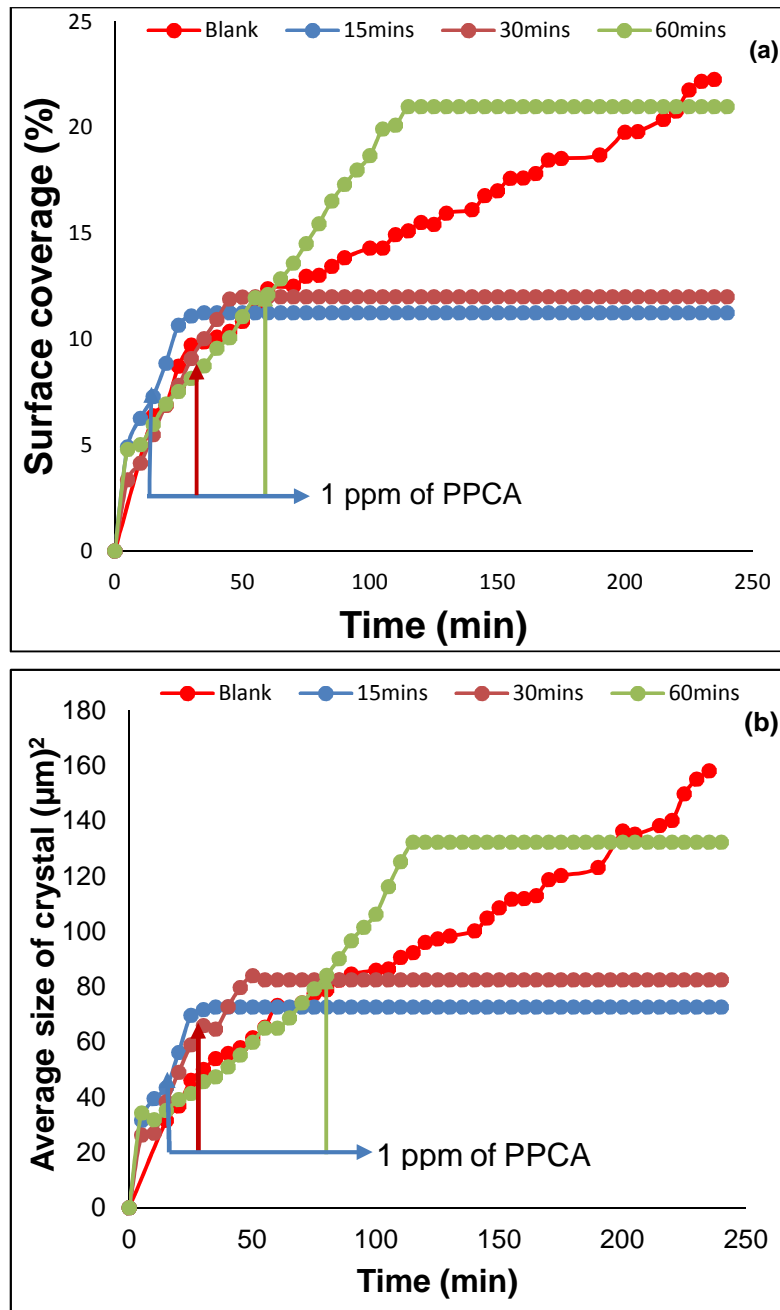 Blank 15mins 30mins 60mins
(a)
25
20
15
10
5
0
Surface coverage (%)
1 ppm of PPCA
0 50 100 150 200 250
Time (min)
Blank 15mins 30mins 60mins
(b)
180
160
140
120
100
80
60
40
20
0
Average size of crystal (µm)²
1 ppm of PPCA
0 50 100 150 200 250
Time (min)